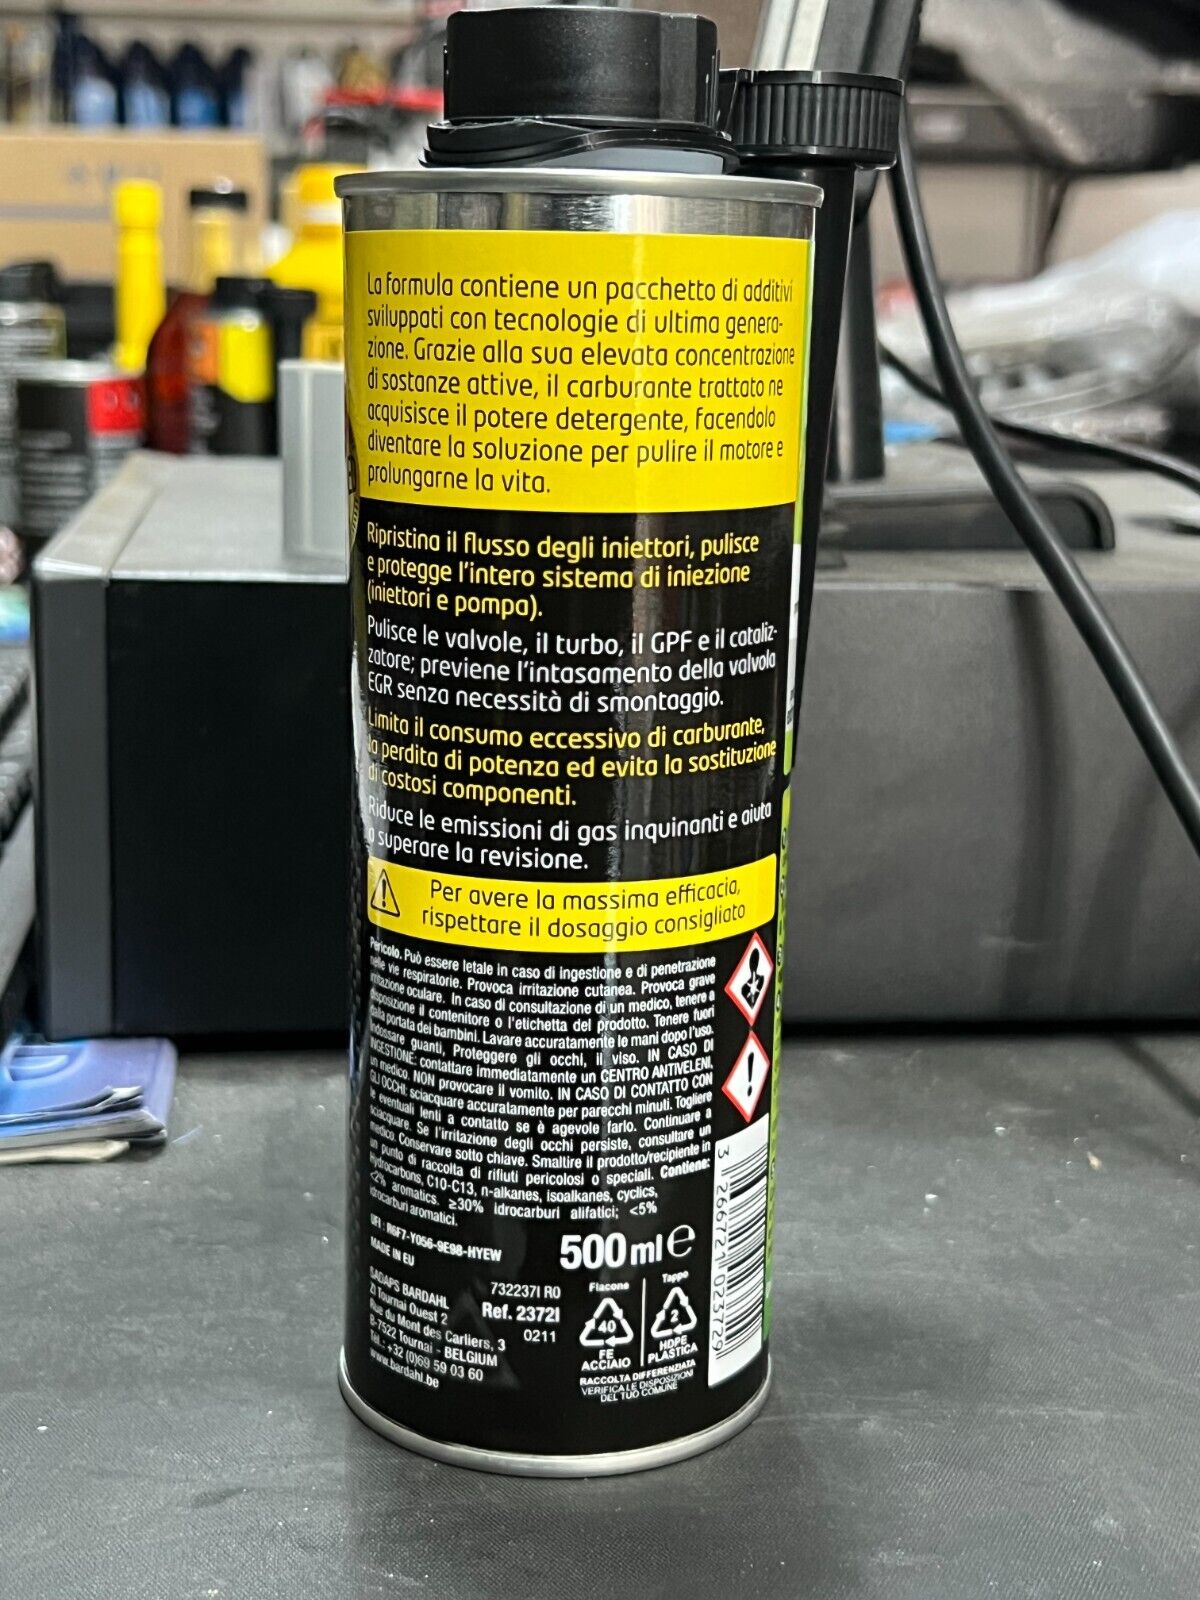 La formula contiene un pacchetto di additivi
sviluppati con tecnologie di ultima genera-
zione. Grazie alla sua elevata concentrazione
di sostanze attive, il carburante trattato ne
acquisisce il potere detergente, facendolo
diventare la soluzione per pulire il motore e
prolungarne la vita.
Ripristina il flusso degli iniettori, pulisce
e protegge l'intero sistema di iniezione
(iniettori e pompa).
Pulisce le valvole, il turbo, il GPF e il cataliz-
zatore; previene l'intasamento della valvola
EGR senza necessità di smontaggio.
Limita il consumo eccessivo di carburante,
la perdita di potenza ed evita la sostituzione
di costosi componenti.
Riduce le emissioni di gas inquinanti e aiuta
a superare la revisione.
Per avere la massima efficacia,
rispettare il dosaggio consigliato
Pericolo. Può essere letale in caso di ingestione e di penetrazione
nelle vie respiratorie. Provoca irritazione cutanea. Provoca grave
irritazione oculare. In caso di consultazione di un medico, tenere a
disposizione il contenitore o l'etichetta del prodotto. Tenere fuori
dalla portata dei bambini. Lavare accuratamente le mani dopo l'uso.
Indossare guanti, Proteggere gli occhi, il viso. IN CASO DI
INGESTIONE: contattare immediatamente un CENTRO ANTIVELENI,
un medico. NON provocare il vomito. IN CASO DI CONTATTO CON
GLI OCCHI: sciacquare accuratamente per parecchi minuti. Togliere
le eventuali lenti a contatto se è agevole farlo. Continuare a
sciacquare. Se l'irritazione degli occhi persiste, consultare un
medico. Conservare sotto chiave. Smaltire il prodotto/recipiente in
un punto di raccolta di rifiuti pericolosi o speciali. Contiene:
Hydrocarbons, C10-C13, n-alkanes, isoalkanes, cyclics,
<2% aromatics. ≥30% idrocarburi alifatici; <5%
idrocarburi aromatici.
UFI : R6F7-Y056-9E98-HYEW
MADE IN EU
500ml e
SADAPS BARDAHL
ZI Tournai Ouest 2
Rue du Mont des Carliers, 3
B-7522 Tournai - BELGIUM
Tél.: +32 (0)69 59 03 60
www.bardahl.be
732237I R0
Ref. 2372I
0211
Flacone
40
FE
ACCIAIO
Tappo
2
HDPE
PLASTICA
RACCOLTA DIFFERENZIATA
VERIFICA LE DISPOSIZIONI
DEL TUO COMUNE
3 266721 023729